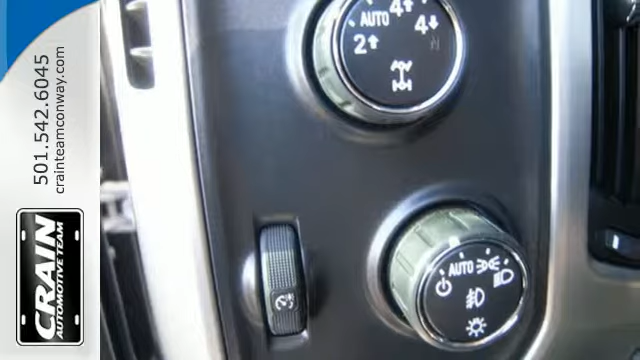 501.542.6045
crainteamconway.com
CRAIN
AUTOMOTIVE TEAM
2↑ AUTO 4↑ 4↓ N
AUTO